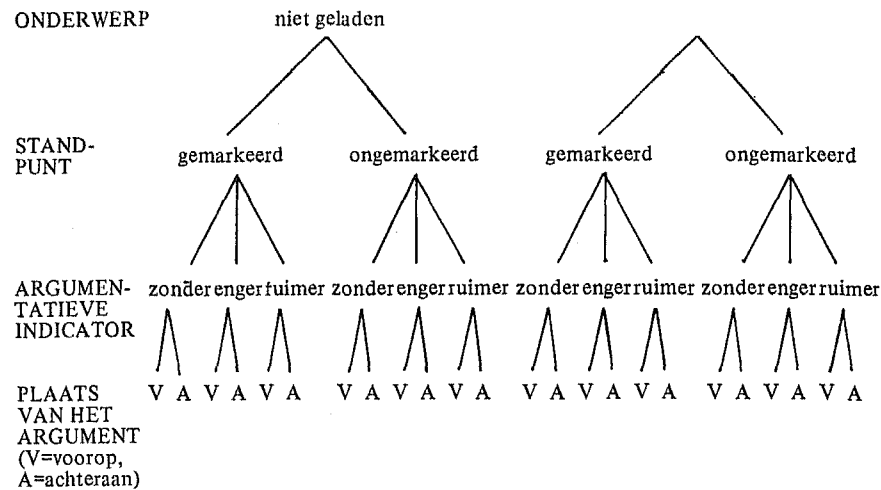 ONDERWERP niet geladen
STAND-
PUNT
gemarkeerd ongemarkeerd gemarkeerd ongemarkeerd
ARGUMEN-
TATIEVE
INDICATOR
zonder enger ruimer zonder enger ruimer zonder enger ruimer zonder enger ruimer
PLAATS
VAN HET
ARGUMENT
(V=voorop,
A=achteraan)
V A V A V A V A V A V A V A V A V A V A V A V A